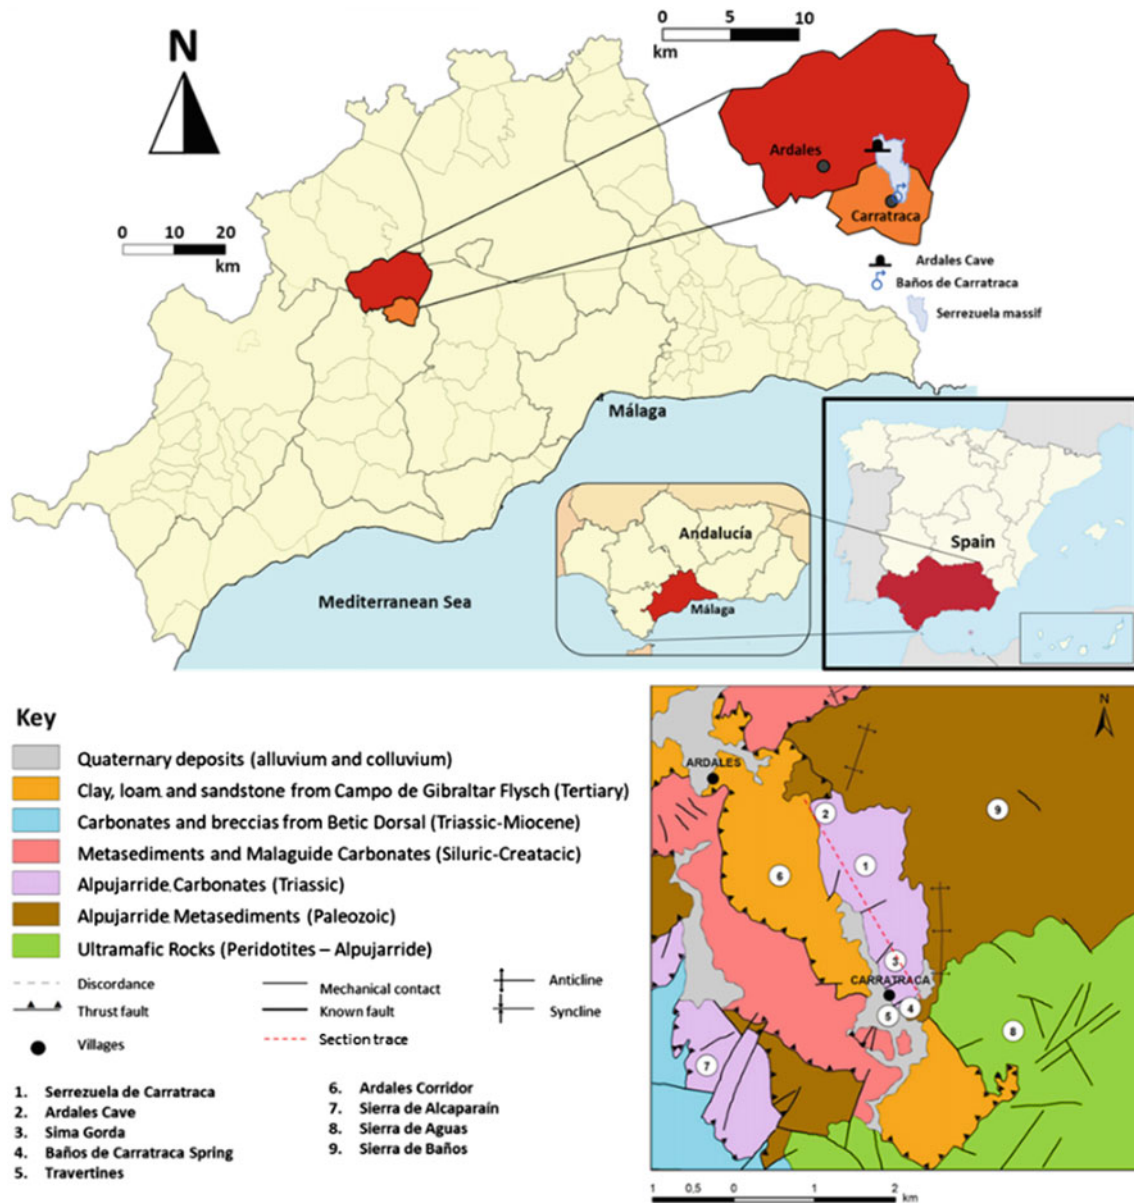 N
0 5 10
km
Ardales
Carratraca
0 10 20
km
Ardales Cave
Baños de Carratraca
Serrezuela massif
Málaga
Mediterranean Sea
Andalucía
Málaga
Spain
Key
Quaternary deposits (alluvium and colluvium)
Clay, loam and sandstone from Campo de Gibraltar Flysch (Tertiary)
Carbonates and breccias from Betic Dorsal (Triassic-Miocene)
Metasediments and Malaguide Carbonates (Siluric-Creatacic)
Alpujarride Carbonates (Triassic)
Alpujarride Metasediments (Paleozoic)
Ultramafic Rocks (Peridotites – Alpujarride)
Discordance
Mechanical contact
Anticline
Thrust fault
Known fault
Syncline
Villages
Section trace
1. Serrezuela de Carratraca
2. Ardales Cave
3. Sima Gorda
4. Baños de Carratraca Spring
5. Travertines
6. Ardales Corridor
7. Sierra de Alcaparaín
8. Sierra de Aguas
9. Sierra de Baños
N
ARDALES
2
9
1
6
3
CARRATRACA
4
5
8
7
1 0,5 0 1 2
km